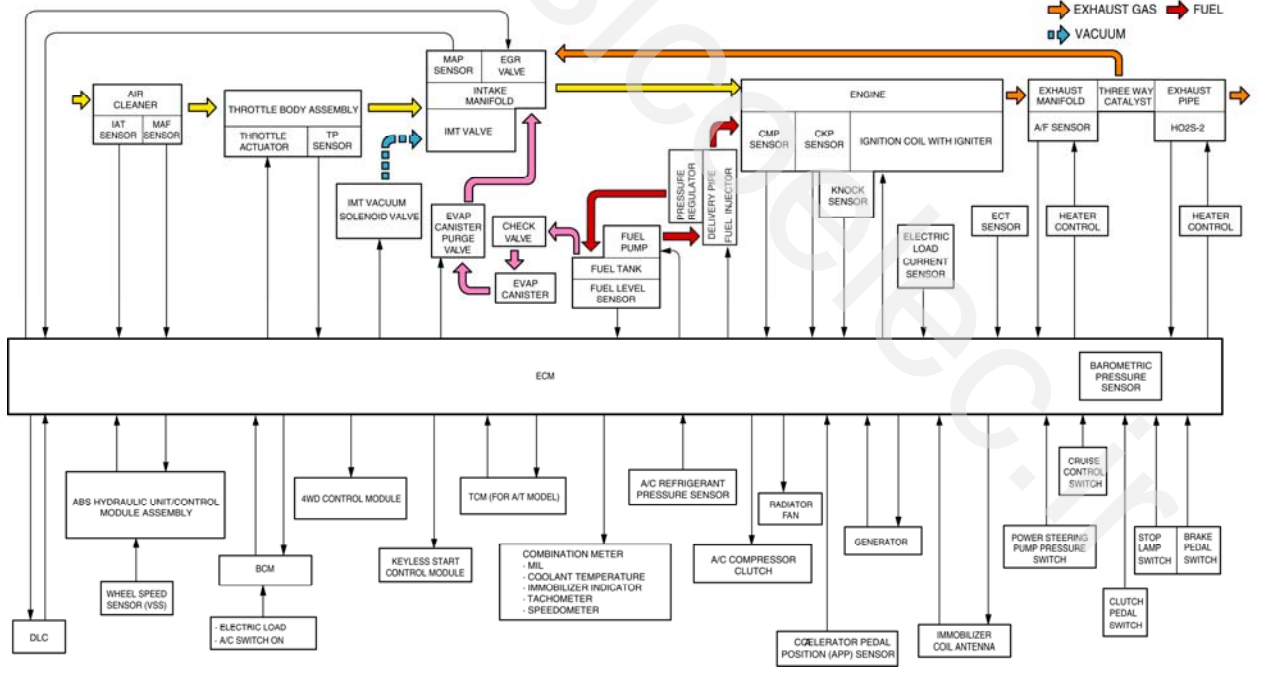 EXHAUST GAS
FUEL
VACUUM
MAP
SENSOR
EGR
VALVE
INTAKE
MANIFOLD
IMT VALVE
AIR
CLEANER
IAT
SENSOR
MAF
SENSOR
THROTTLE BODY ASSEMBLY
THROTTLE
ACTUATOR
TP
SENSOR
IMT VACUUM
SOLENOID VALVE
EVAP
CANISTER
PURGE
VALVE
CHECK
VALVE
EVAP
CANISTER
FUEL
PUMP
FUEL TANK
FUEL LEVEL
SENSOR
PRESSURE
REGULATOR
DELIVERY PIPE
FUEL INJECTOR
ENGINE
CMP
SENSOR
CKP
SENSOR
IGNITION COIL WITH IGNITER
KNOCK
SENSOR
ELECTRIC
LOAD
CURRENT
SENSOR
EXHAUST
MANIFOLD
THREE WAY
CATALYST
EXHAUST
PIPE
A/F SENSOR
HO2S-2
ECT
SENSOR
HEATER
CONTROL
HEATER
CONTROL
ECM
BAROMETRIC
PRESSURE
SENSOR
ABS HYDRAULIC UNIT/CONTROL
MODULE ASSEMBLY
WHEEL SPEED
SENSOR (VSS)
DLC
BCM
- ELECTRIC LOAD
- A/C SWITCH ON
4WD CONTROL MODULE
KEYLESS START
CONTROL MODULE
TCM (FOR A/T MODEL)
COMBINATION METER
- MIL
- COOLANT TEMPERATURE
- IMMOBILIZER INDICATOR
- TACHOMETER
- SPEEDOMETER
A/C REFRIGERANT
PRESSURE SENSOR
A/C COMPRESSOR
CLUTCH
RADIATOR
FAN
GENERATOR
POSITION (APP) SENSOR
IMMOBILIZER
COIL ANTENNA
POWER STEERING
PUMP PRESSURE
SWITCH
CRUISE
CONTROL
SWITCH
CLUTCH
PEDAL
SWITCH
STOP
LAMP
SWITCH
BRAKE
PEDAL
SWITCH